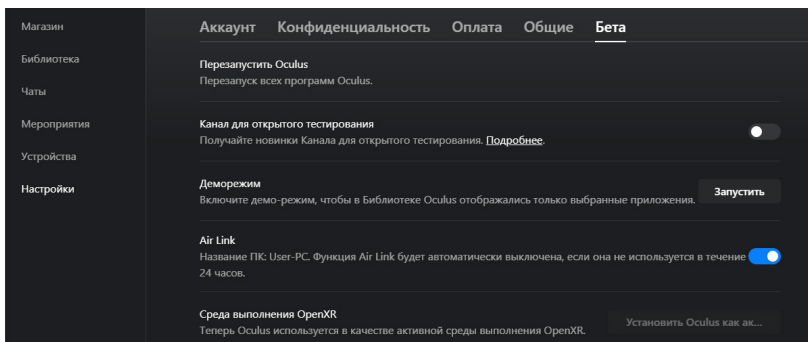 Магазин
Библиотека
Чаты
Мероприятия
Устройства
Настройки
Аккаунт Конфиденциальность Оплата Общие Бета
Перезапустить Oculus
Перезапуск всех программ Oculus.
Канал для открытого тестирования
Получайте новинки Канала для открытого тестирования. Подробнее.
Деморежим
Включите демо-режим, чтобы в Библиотеке Oculus отображались только выбранные приложения.
Запустить
Air Link
Название ПК: User-PC. Функция Air Link будет автоматически выключена, если она не используется в течение
24 часов.
Среда выполнения OpenXR
Теперь Oculus используется в качестве активной среды выполнения OpenXR.
Установить Oculus как ак...